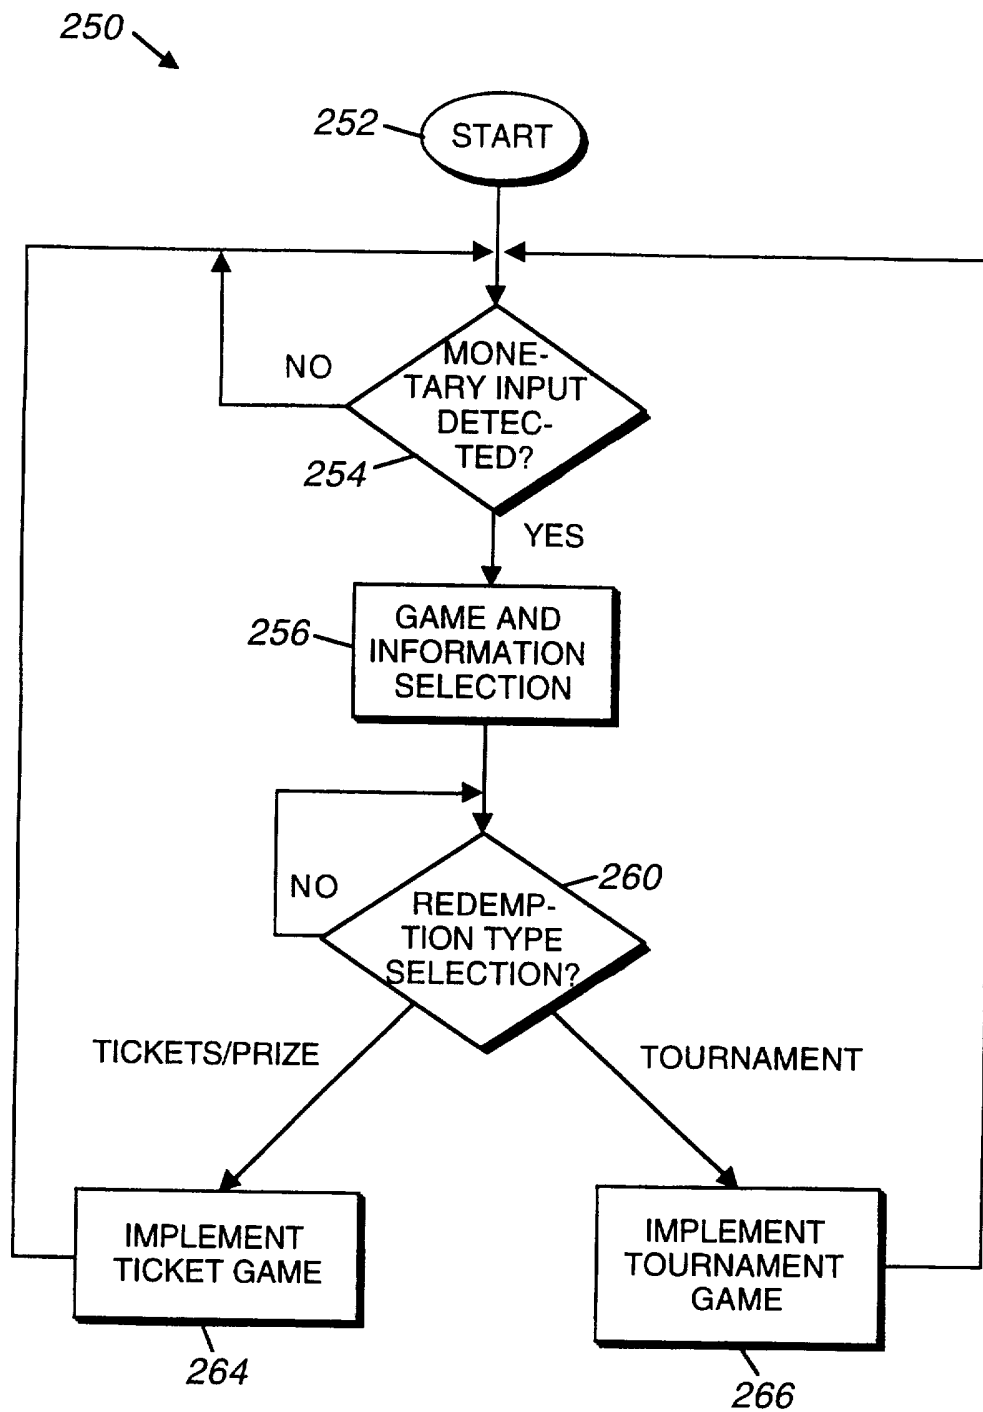 250
252
START
NO
MONE-
TARY INPUT
DETEC-
TED?
254
YES
256
GAME AND
INFORMATION
SELECTION
NO
260
REDEMP-
TION TYPE
SELECTION?
TICKETS/PRIZE
TOURNAMENT
IMPLEMENT
TICKET GAME
IMPLEMENT
TOURNAMENT
GAME
264
266